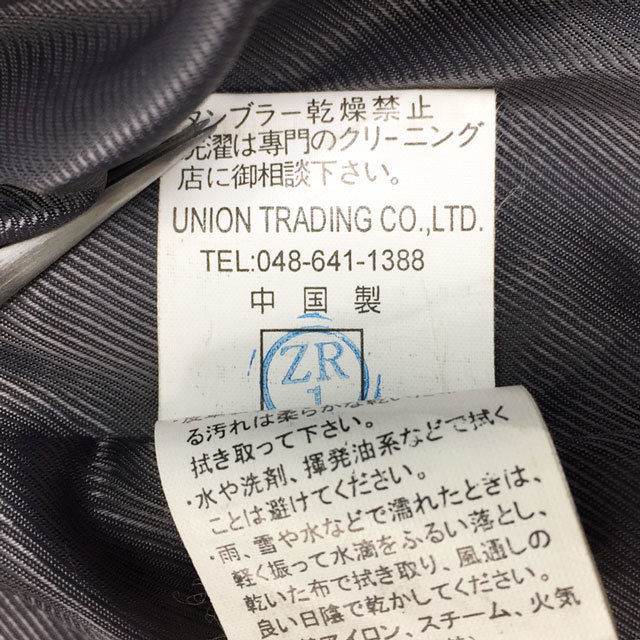 タンブラー乾燥禁止
洗濯は専門のクリーニング
店に御相談下さい。
UNION TRADING CO.,LTD.
TEL:048-641-1388
中国製
ZR
1
る汚れは柔らか
拭き取って下さい。
・水や洗剤、揮発油系などで拭く
ことは避けてください。
・雨、雪や水などで濡れたときは、
軽く振って水滴をふるい落とし、
乾いた布で拭き取り、風通しの
良い日陰で乾かしてください。
アイロン、スチーム、火気